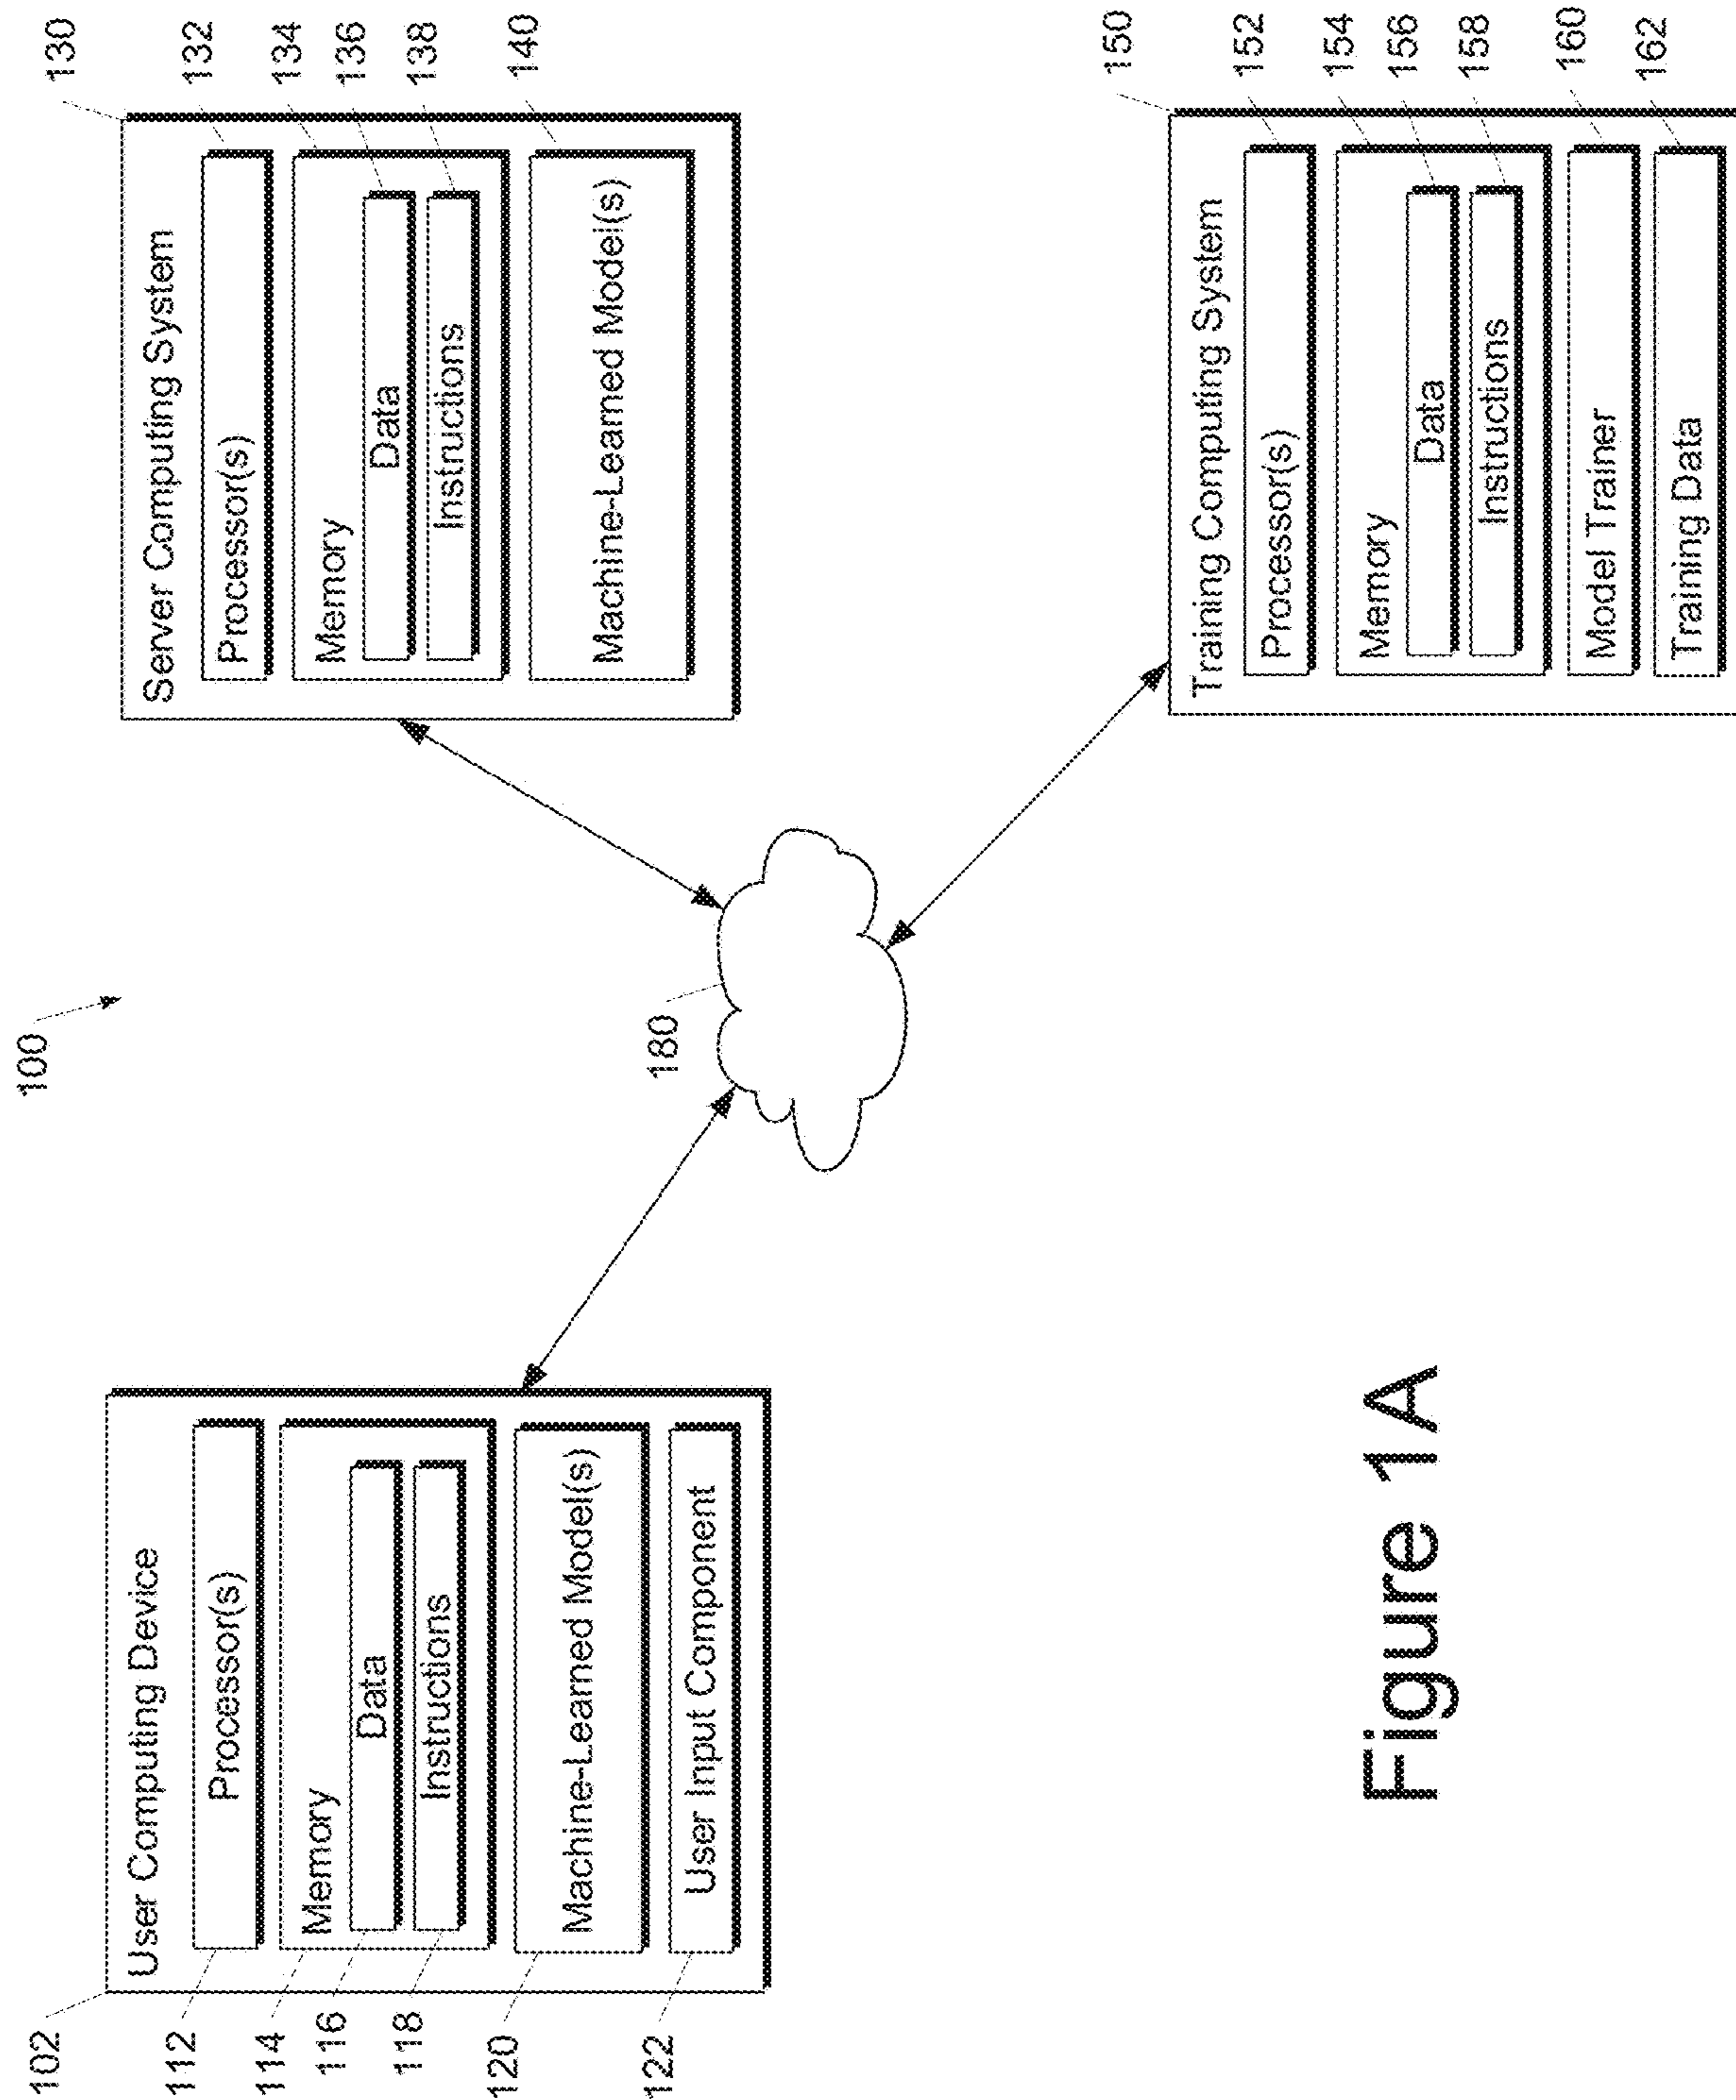 100
102
User Computing Device
112
Processor(s)
114
Memory
116
Data
118
Instructions
120
Machine-Learned Model(s)
122
User Input Component
180
130
Server Computing System
132
Processor(s)
134
Memory
136
Data
138
Instructions
140
Machine-Learned Model(s)
150
Training Computing System
152
Processor(s)
154
Memory
156
Data
158
Instructions
160
Model Trainer
162
Training Data
Figure 1A